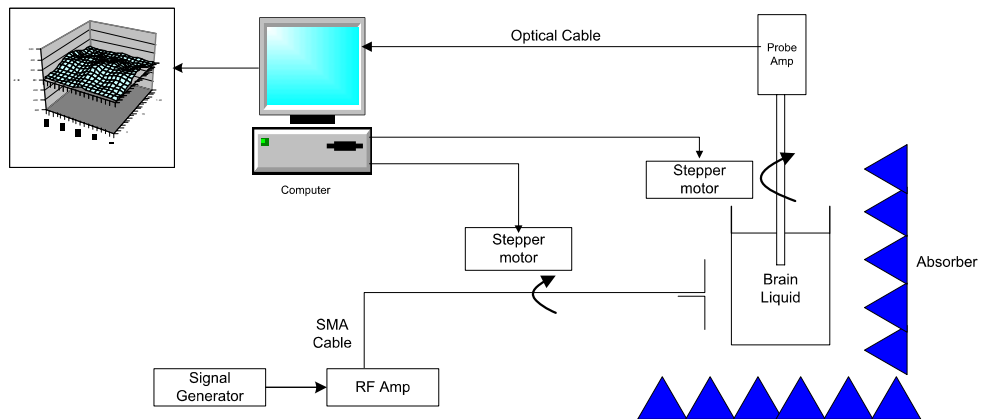 Optical Cable
Probe
Amp
Computer
Stepper
motor
Stepper
motor
Absorber
Brain
Liquid
SMA
Cable
Signal
Generator
RF Amp